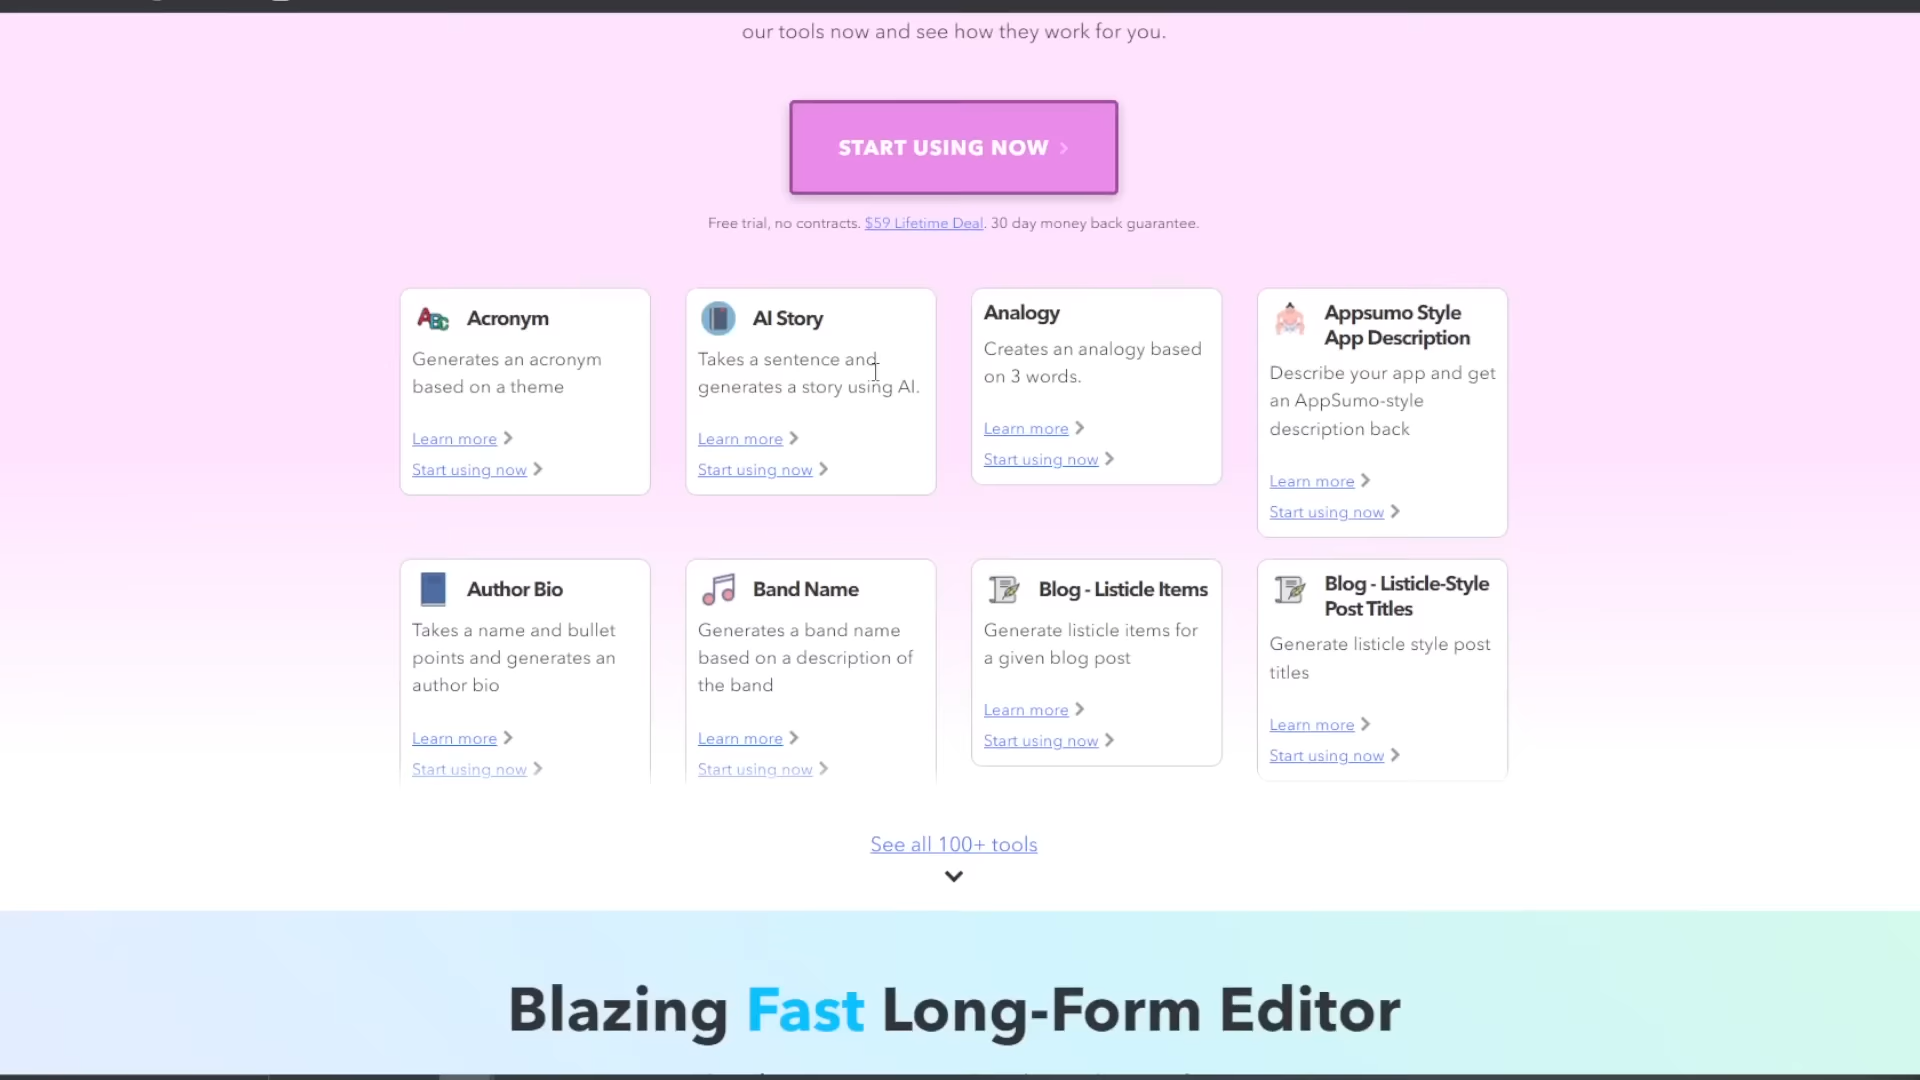 our tools now and see how they work for you.
START USING NOW
Free trial, no contracts. $59 Lifetime Deal. 30 day money back guarantee.
ABC Acronym
Generates an acronym
based on a theme
Learn more
Start using now
AI Story
Takes a sentence and
generates a story using AI.
Learn more
Start using now
Analogy
Creates an analogy based
on 3 words.
Learn more
Start using now
Appsumo Style
App Description
Describe your app and get
an AppSumo-style
description back
Learn more
Start using now
Author Bio
Takes a name and bullet
points and generates an
author bio
Learn more
Start using now
Band Name
Generates a band name
based on a description of
the band
Learn more
Start using now
Blog - Listicle Items
Generate listicle items for
a given blog post
Learn more
Start using now
Blog - Listicle-Style
Post Titles
Generate listicle style post
titles
Learn more
Start using now
See all 100+ tools
Blazing Fast Long-Form Editor